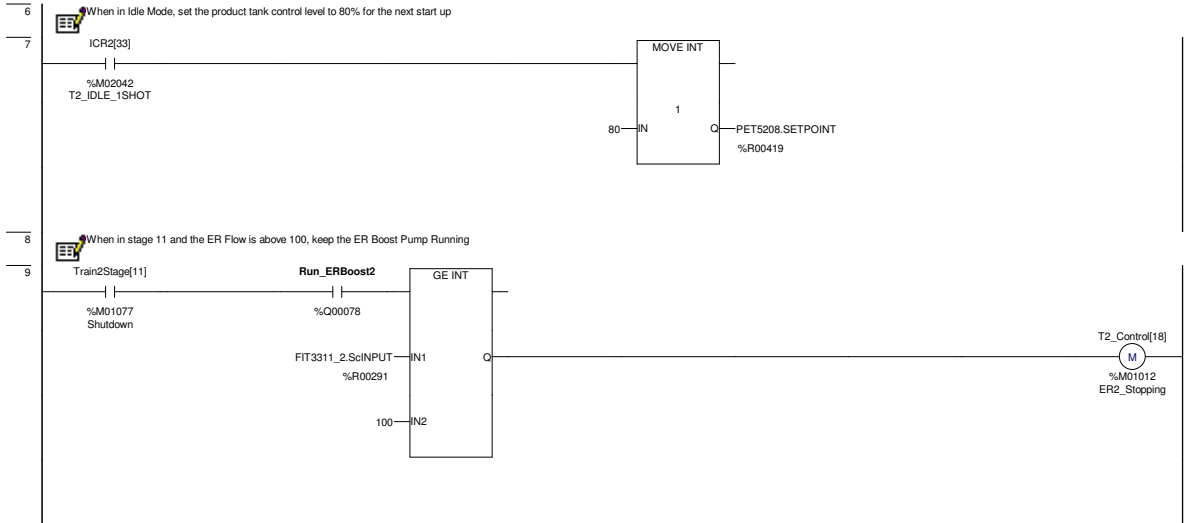 6
When in Idle Mode, set the product tank control level to 80% for the next start up
7
ICR2[33]
MOVE INT
%M02042
T2_IDLE_1SHOT
1
80
IN
Q
PET5208.SETPOINT
%R00419
8
When in stage 11 and the ER Flow is above 100, keep the ER Boost Pump Running
9
Train2Stage[11]
Run_ERBoost2
GE INT
%M01077
Shutdown
%Q00078
T2_Control[18]
FIT3311_2.ScINPUT
IN1
Q
M
%R00291
%M01012
ER2_Stopping
100
IN2